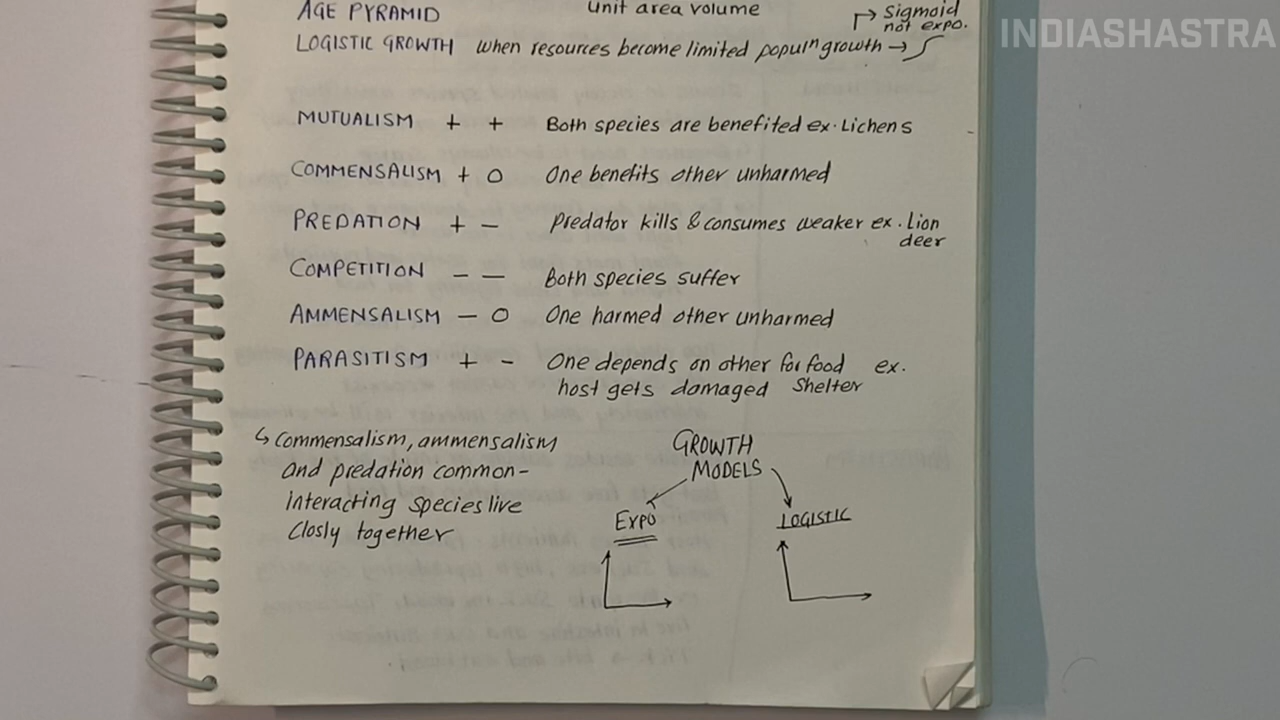 AGE PYRAMID
unit area volume
↱ Sigmoid
not expo.
LOGISTIC GROWTH when resources become limited populⁿ growth → ∫
INDIASHASTRA
MUTUALISM + + Both species are benefited ex. Lichens
COMMENSALISM + 0 One benefits other unharmed
PREDATION + - Predator kills & consumes weaker ex. Lion
deer
COMPETITION - - Both species suffer
AMMENSALISM - 0 One harmed other unharmed
PARASITISM + - One depends on other for food ex.
host gets damaged Shelter
↳ Commensalism, ammensalism
and predation common-
interacting species live
closly together
GROWTH
MODELS
EXPO
LOGISTIC